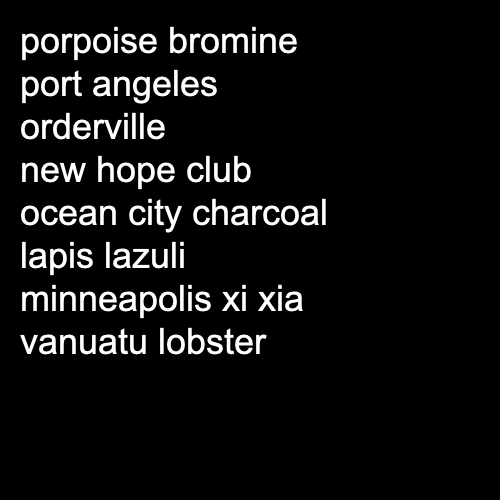 porpoise bromine
port angeles
orderville
new hope club
ocean city charcoal
lapis lazuli
minneapolis xi xia
vanuatu lobster